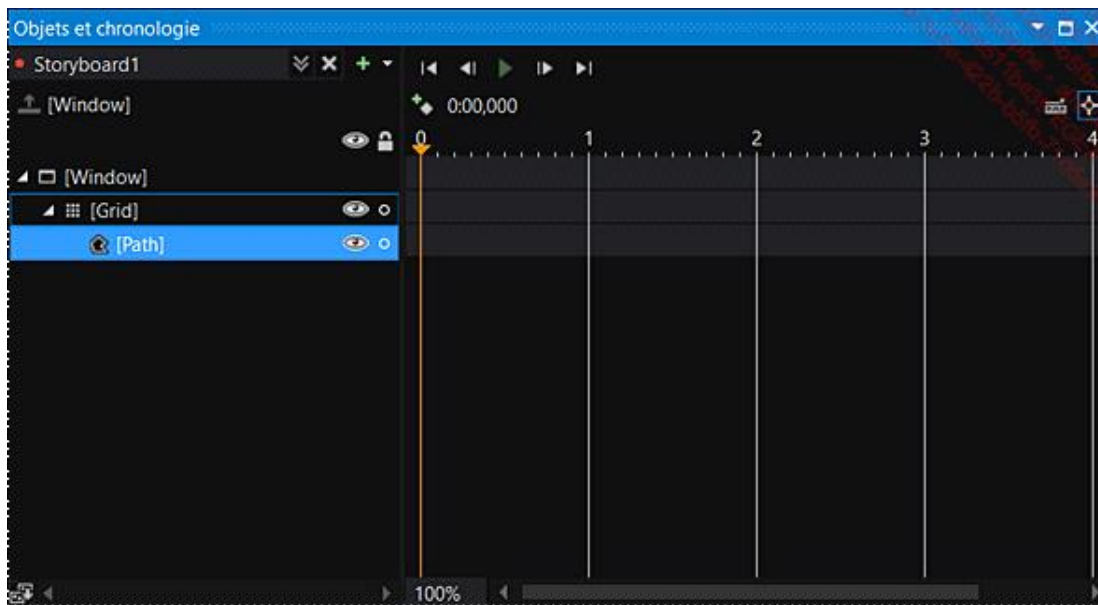 Objets et chronologie
Storyboard1
[Window]
0:00,000
0 1 2 3 4
[Window]
[Grid]
[Path]
100%